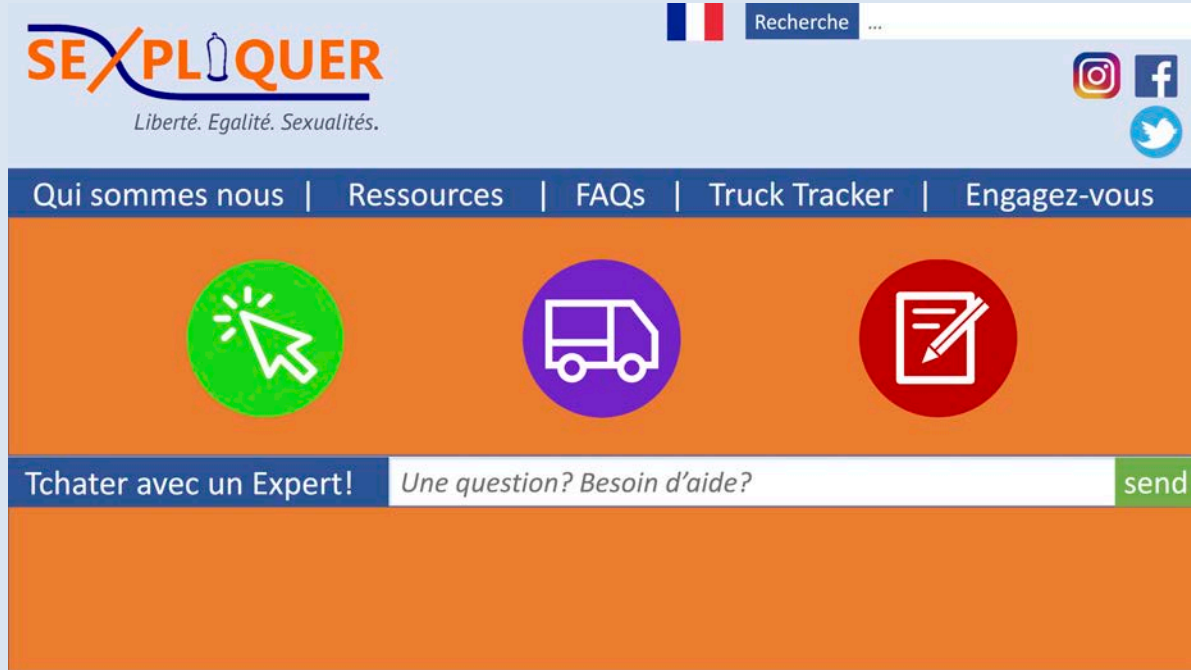 Recherche ...
SEXPLIQUER
Liberté. Egalité. Sexualités.
Qui sommes nous | Ressources | FAQs | Truck Tracker | Engagez-vous
Tchater avec un Expert! Une question? Besoin d'aide? send